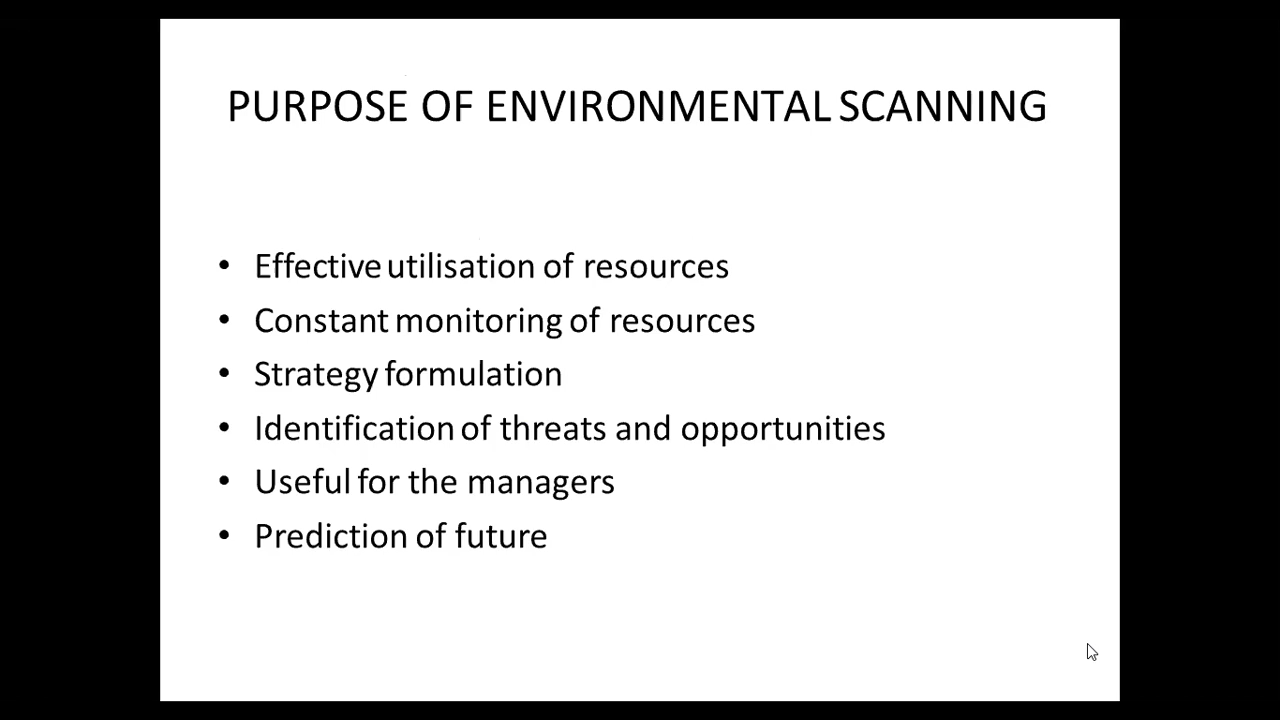 PURPOSE OF ENVIRONMENTAL SCANNING
• Effective utilisation of resources
• Constant monitoring of resources
• Strategy formulation
• Identification of threats and opportunities
• Useful for the managers
• Prediction of future